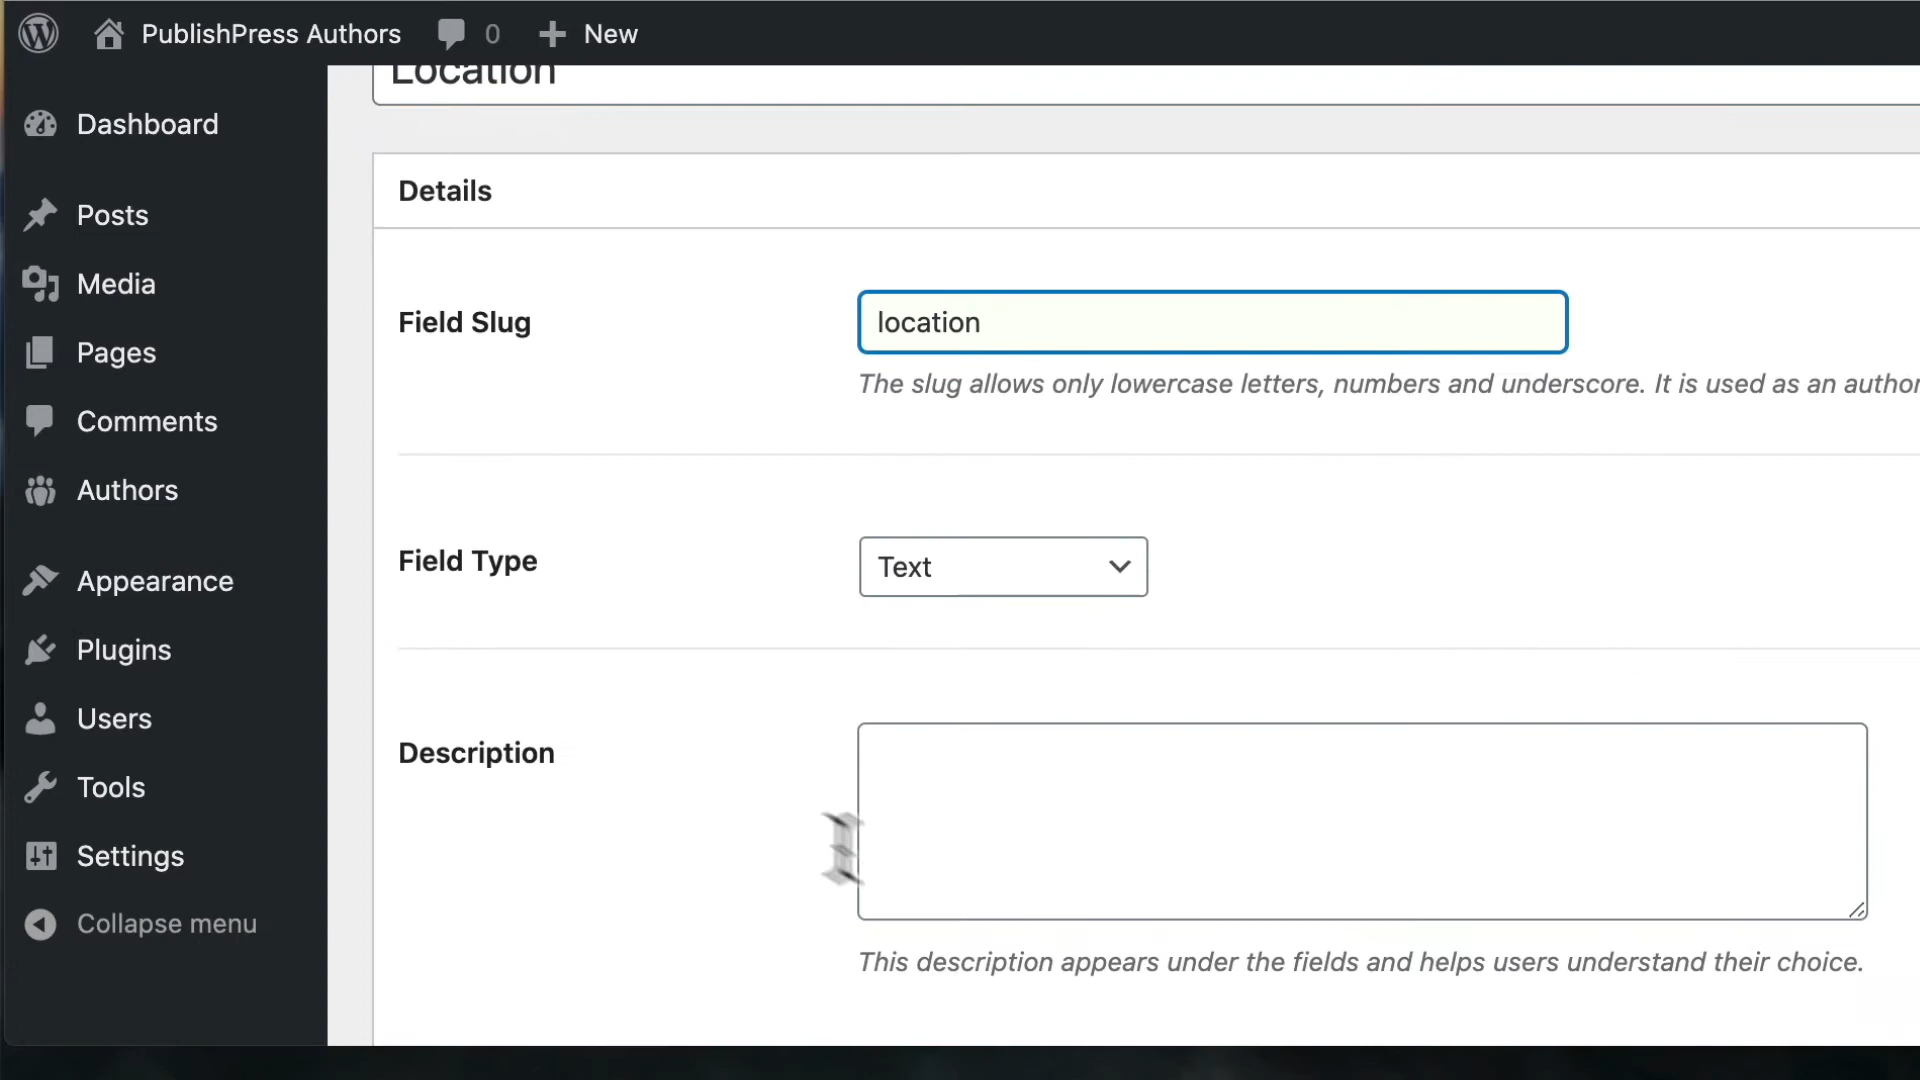 PublishPress Authors 0 New
Location
Dashboard
Posts
Media
Pages
Comments
Authors
Appearance
Plugins
Users
Tools
Settings
Collapse menu
Details
Field Slug
location
The slug allows only lowercase letters, numbers and underscore. It is used as an author
Field Type
Text
Description
This description appears under the fields and helps users understand their choice.